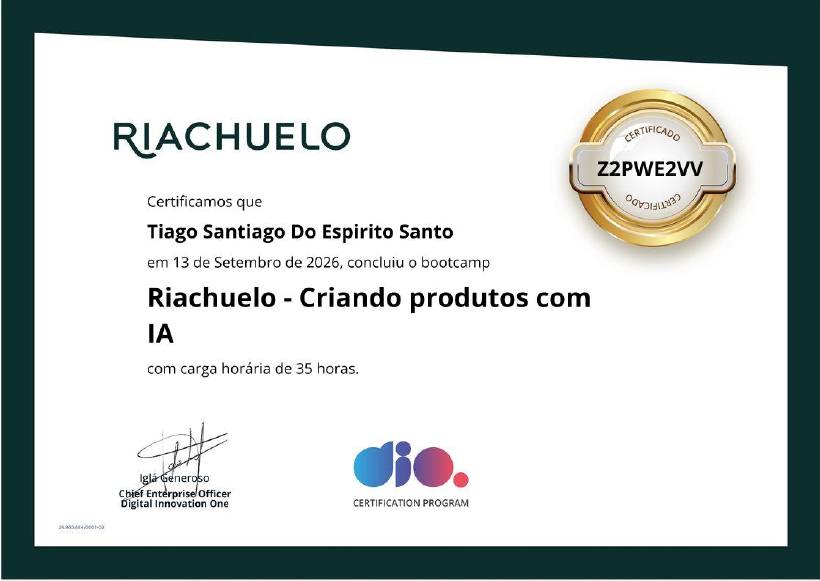 RIACHUELO
CERTIFICADO
Z2PWE2VV
CERTIFICADO
Certificamos que
Tiago Santiago Do Espirito Santo
em 13 de Setembro de 2026, concluiu o bootcamp
Riachuelo - Criando produtos com
IA
com carga horária de 35 horas.
Iglá Generoso
Chief Enterprise Officer
Digital Innovation One
dio.
CERTIFICATION PROGRAM